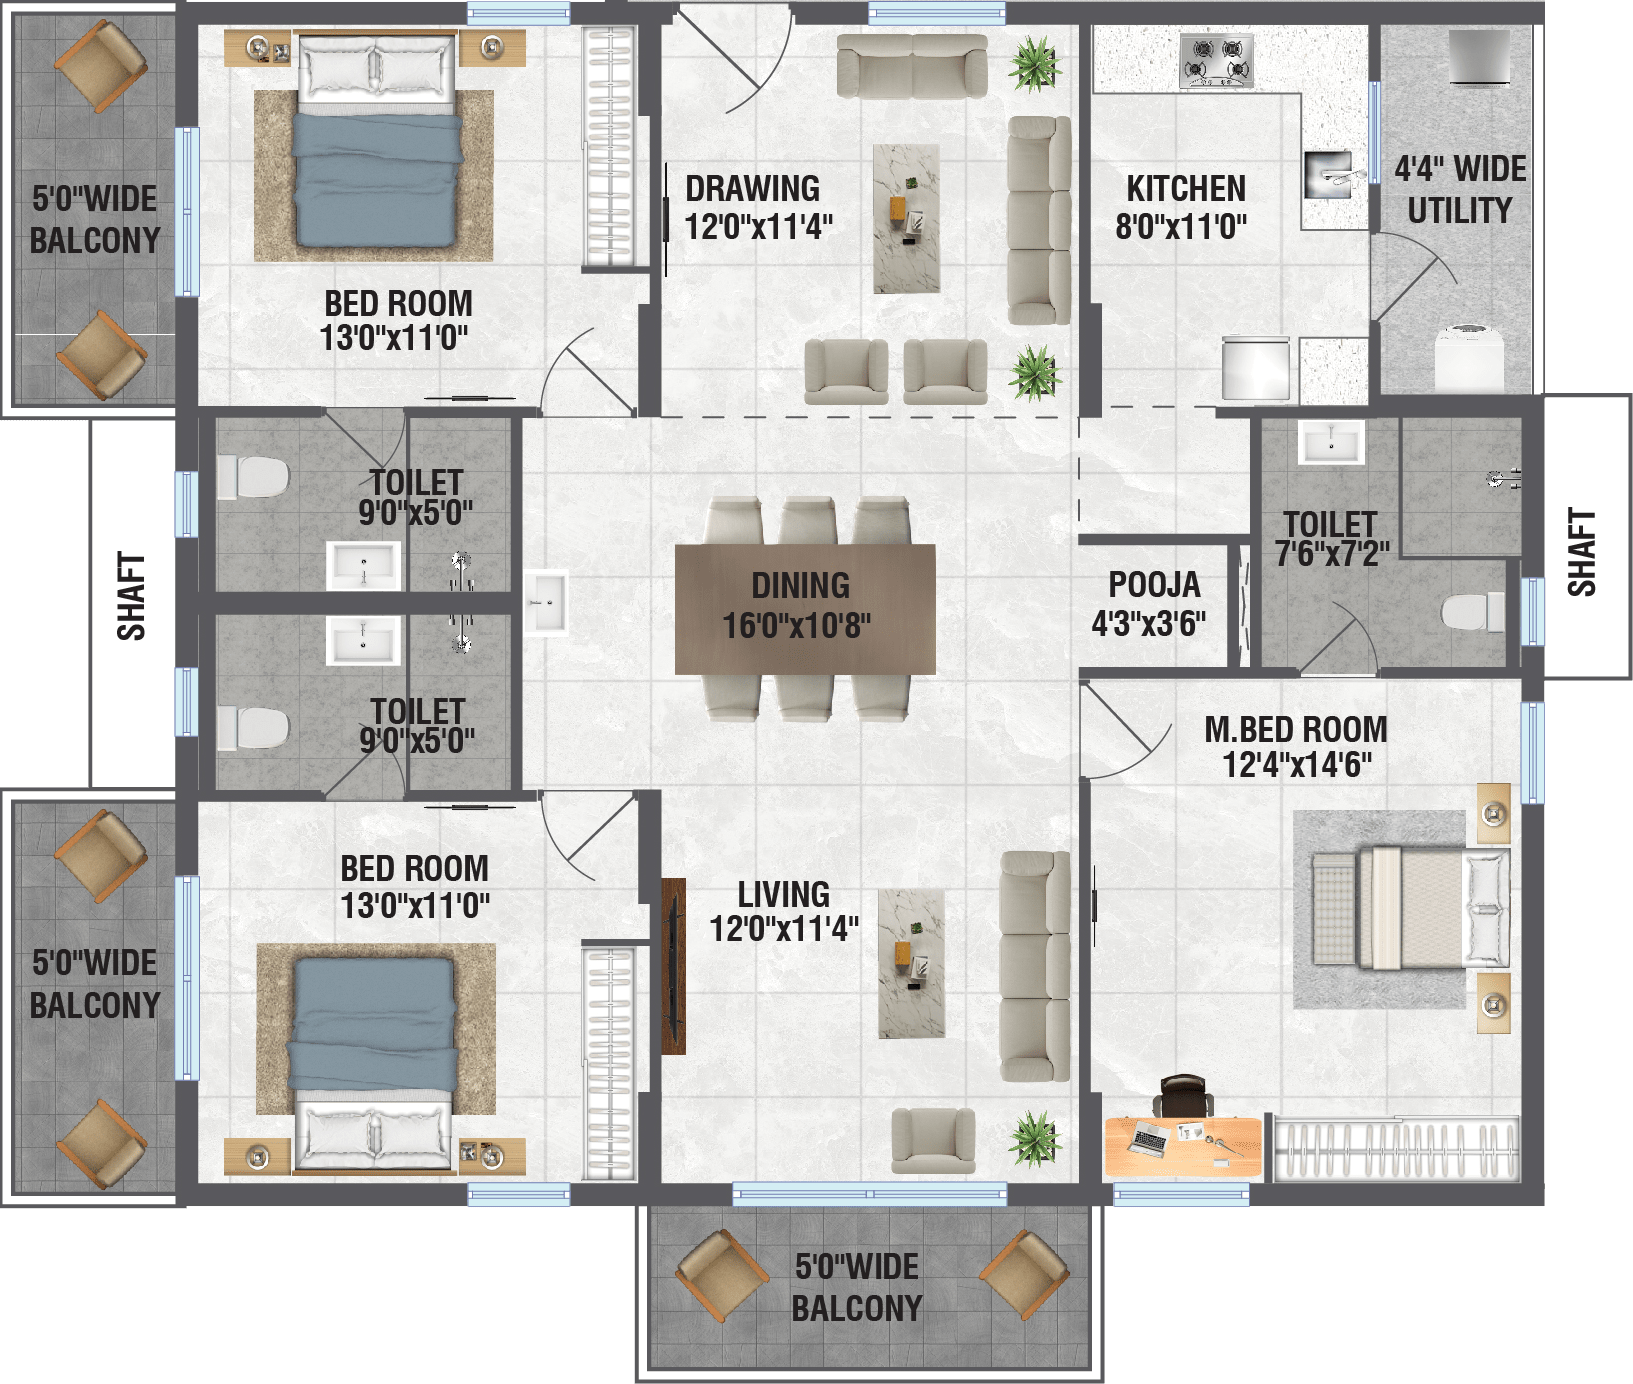 5'0"WIDE
BALCONY
BED ROOM
13'0"x11'0"
DRAWING
12'0"x11'4"
KITCHEN
8'0"x11'0"
4'4" WIDE
UTILITY
SHAFT
TOILET
9'0"x5'0"
DINING
16'0"x10'8"
POOJA
4'3"x3'6"
TOILET
7'6"x7'2"
SHAFT
TOILET
9'0"x5'0"
M.BED ROOM
12'4"x14'6"
5'0"WIDE
BALCONY
BED ROOM
13'0"x11'0"
LIVING
12'0"x11'4"
5'0"WIDE
BALCONY